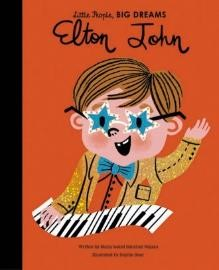 Little People, BIG DREAMS
Elton John
Written by Maria Isabel Sánchez Vegara
Illustrated by Sophie Beer